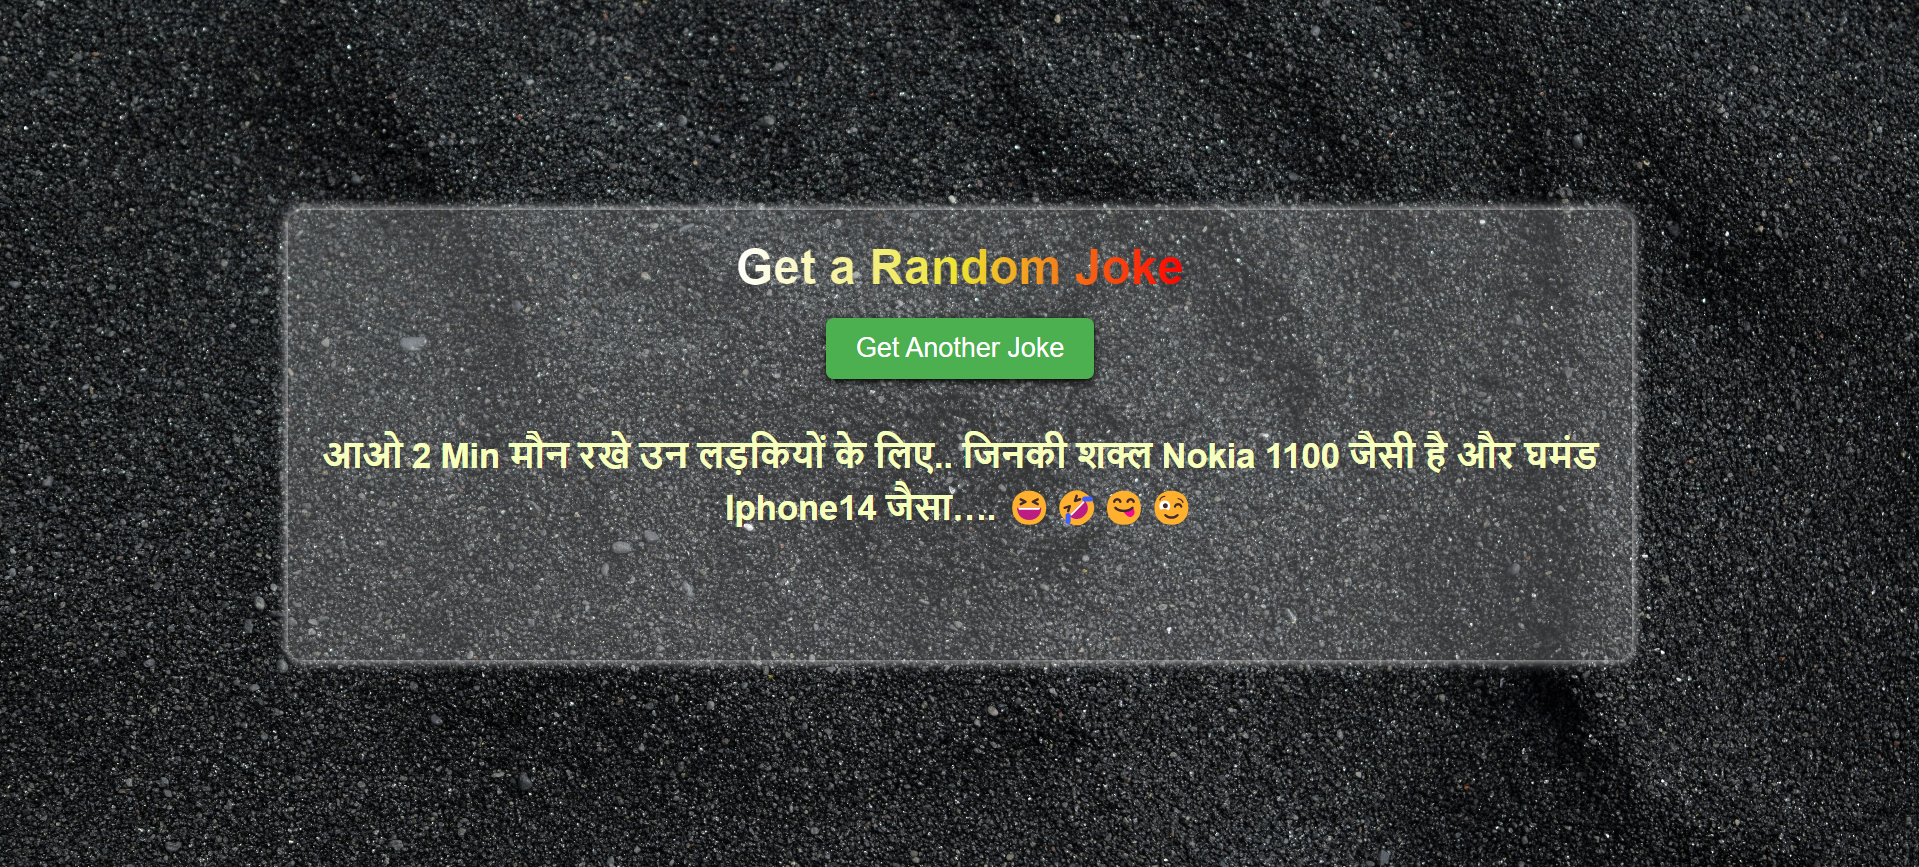 Get a Random Joke
Get Another Joke
आओ 2 Min मौन रखे उन लड़कियों के लिए.. जिनकी शक्ल Nokia 1100 जैसी है और घमंड
Iphone14 जैसा.... 😆 🤣 😋 😉